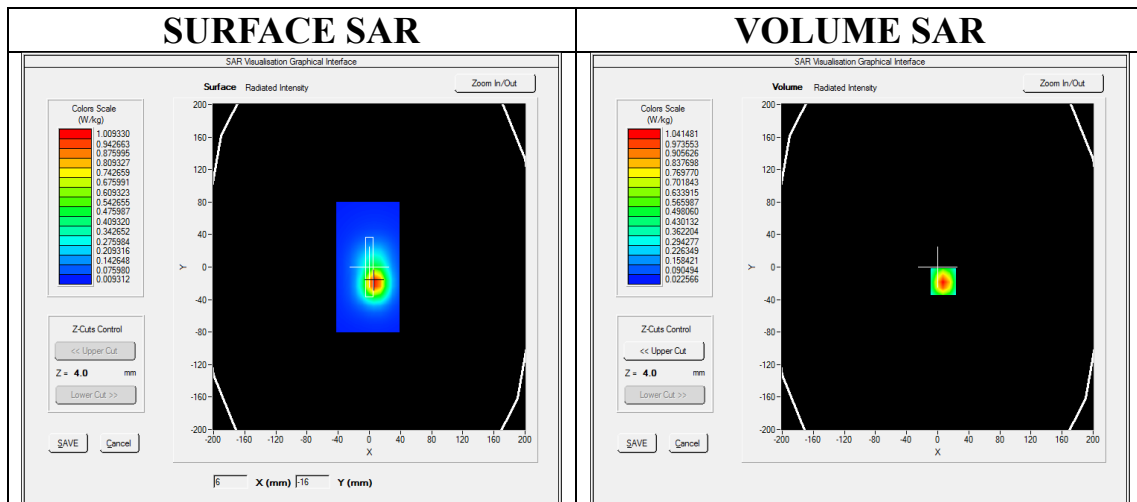 SURFACE SAR
SAR Visualisation Graphical Interface
Surface Radiated Intensity
Zoom In/Out
Colors Scale
(W/kg)
1.009330
0.942663
0.875995
0.809327
0.742659
0.675991
0.609323
0.542655
0.475987
0.409320
0.342652
0.275984
0.209316
0.142648
0.075980
0.009312
Z-Cuts Control
<< Upper Cut
Z = 4.0 mm
Lower Cut >>
SAVE Cancel
Y
200
160
120
80
40
0
-40
-80
-120
-160
-200
-200 -160 -120 -80 -40 0 40 80 120 160 200
X
6 X (mm) -16 Y (mm)
VOLUME SAR
SAR Visualisation Graphical Interface
Volume Radiated Intensity
Zoom In/Out
Colors Scale
(W/kg)
1.041481
0.973553
0.905626
0.837698
0.769770
0.701843
0.633915
0.565987
0.498060
0.430132
0.362204
0.294277
0.226349
0.158421
0.090494
0.022566
Z-Cuts Control
<< Upper Cut
Z = 4.0 mm
Lower Cut >>
SAVE Cancel
Y
200
160
120
80
40
0
-40
-80
-120
-160
-200
-200 -160 -120 -80 -40 0 40 80 120 160 200
X